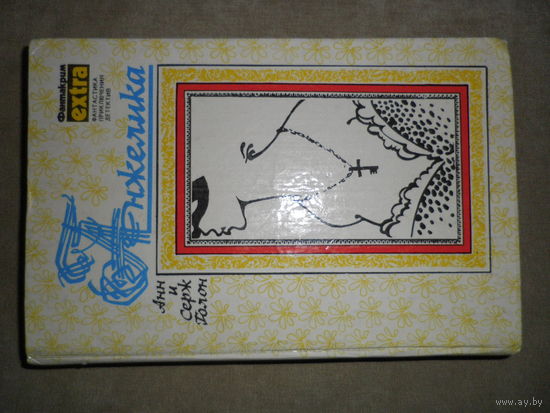 Фантакрим
extra
ФАНТАСТИКА
ПРИКЛЮЧЕНИЯ
ДЕТЕКТИВ
Анжелика
Анн
и
Серж
Голон
www.ay.by